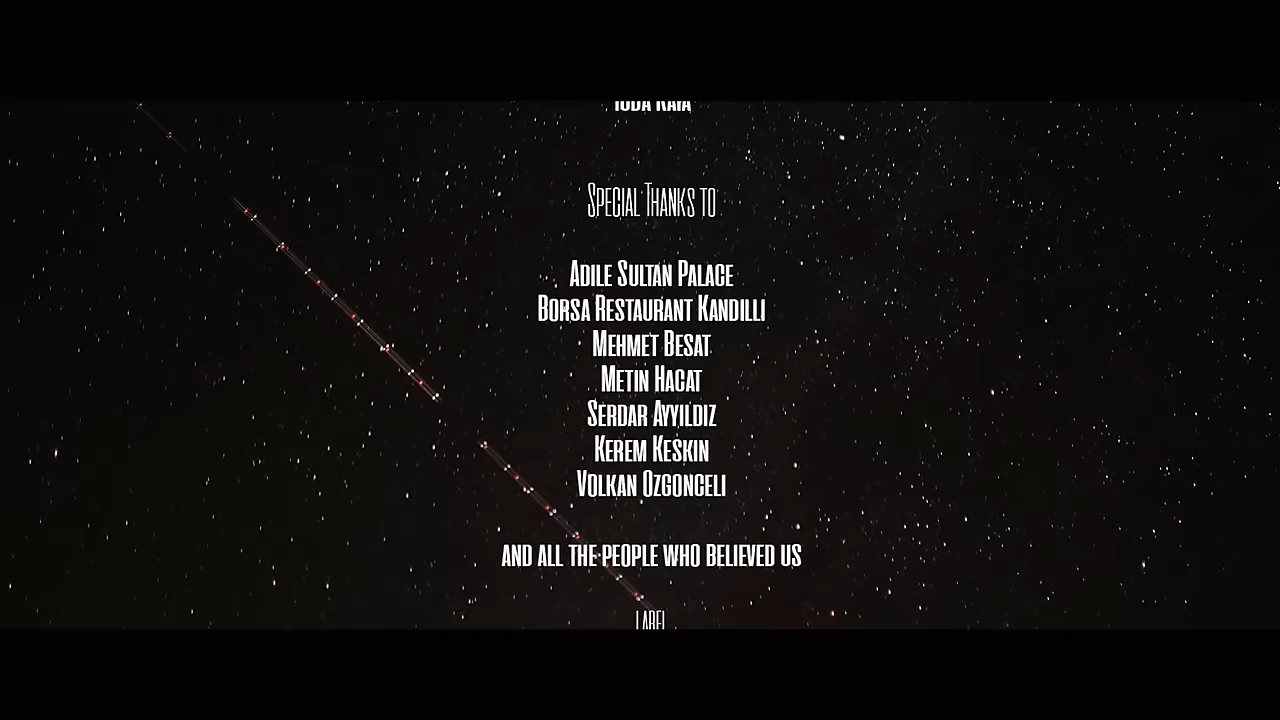 Special Thanks to
Adile Sultan Palace
Borsa Restaurant Kandilli
Mehmet Besat
Metin Hacat
Serdar Ayyildiz
Kerem Keskin
Volkan Ozgonceli
and all the people who believed us
Label